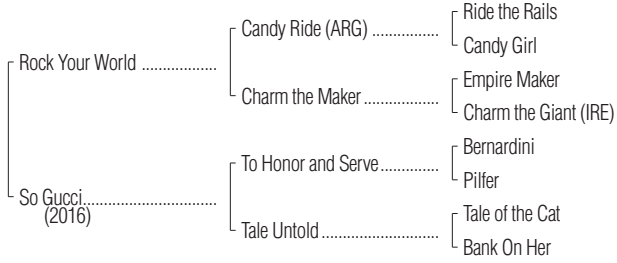 Ride the Rails
Candy Ride (ARG) ................
Candy Girl
Rock Your World ..................
Empire Maker
Charm the Maker ..................
Charm the Giant (IRE)
Bernardini
To Honor and Serve..............
Pilfer
So Gucci................................
(2016)
Tale of the Cat
Tale Untold ............................
Bank On Her